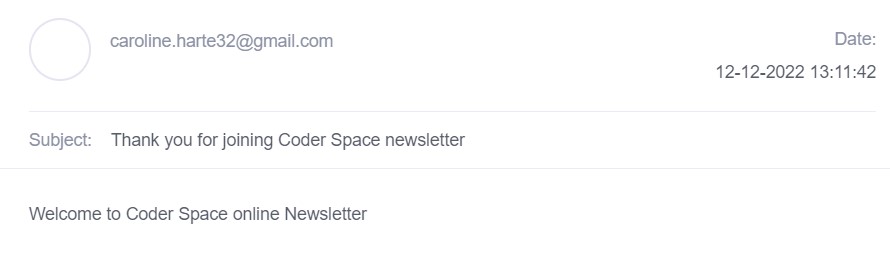 caroline.harte32@gmail.com
Date:
12-12-2022 13:11:42
Subject: Thank you for joining Coder Space newsletter
Welcome to Coder Space online Newsletter